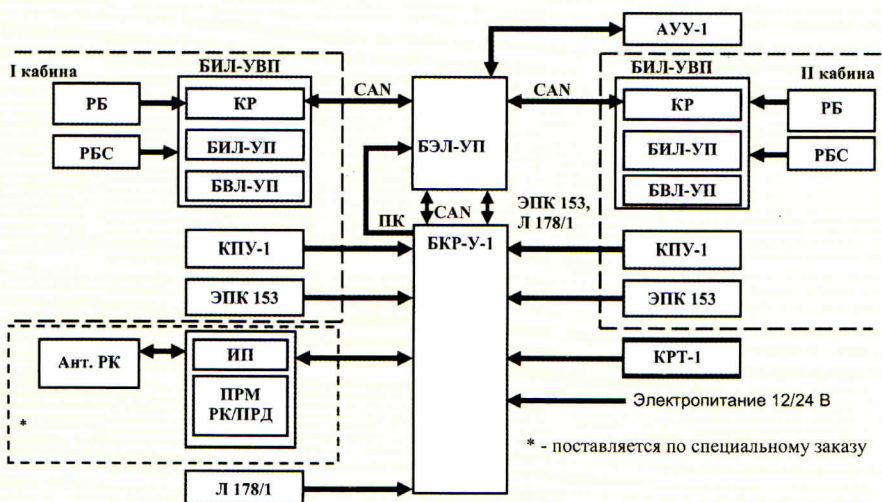 АУУ-1
I кабина
БИЛ-УВП
БИЛ-УВП
II кабина
РБ
КР
CAN
CAN
КР
РБ
РБС
БИЛ-УП
БЭЛ-УП
БИЛ-УП
РБС
БВЛ-УП
БВЛ-УП
ПК
CAN
ЭПК 153,
Л 178/1
КПУ-1
БКР-У-1
КПУ-1
ЭПК 153
ЭПК 153
Ант. РК
ИП
КРТ-1
ПРМ
РК/ПРД
Электропитание 12/24 В
*
* - поставляется по специальному заказу
Л 178/1